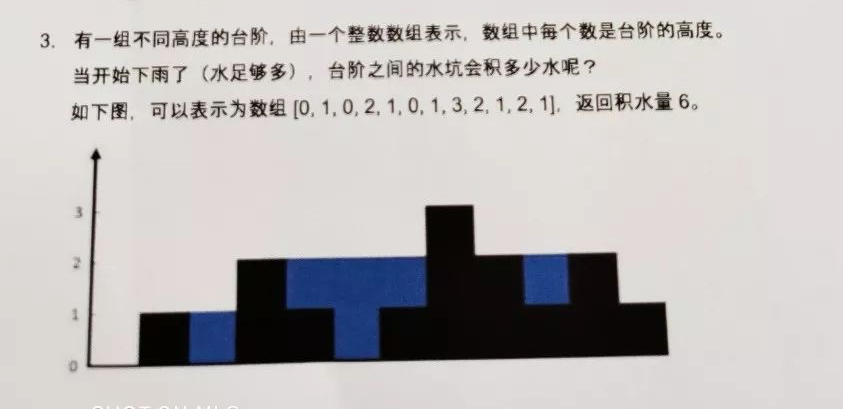 3. 有一组不同高度的台阶，由一个整数数组表示，数组中每个数是台阶的高度。
当开始下雨了（水足够多），台阶之间的水坑会积多少水呢？
如下图，可以表示为数组 [0, 1, 0, 2, 1, 0, 1, 3, 2, 1, 2, 1]，返回积水量 6。
3
2
1
0